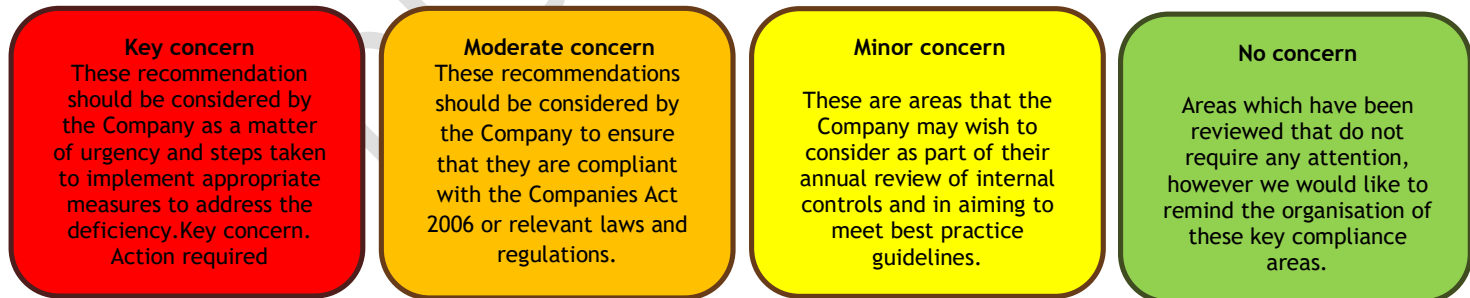 Key concern
These recommendation
should be considered by
the Company as a matter
of urgency and steps taken
to implement appropriate
measures to address the
deficiency.Key concern.
Action required
Moderate concern
These recommendations
should be considered by
the Company to ensure
that they are compliant
with the Companies Act
2006 or relevant laws and
regulations.
Minor concern
These are areas that the
Company may wish to
consider as part of their
annual review of internal
controls and in aiming to
meet best practice
guidelines.
No concern
Areas which have been
reviewed that do not
require any attention,
however we would like to
remind the organisation of
these key compliance
areas.